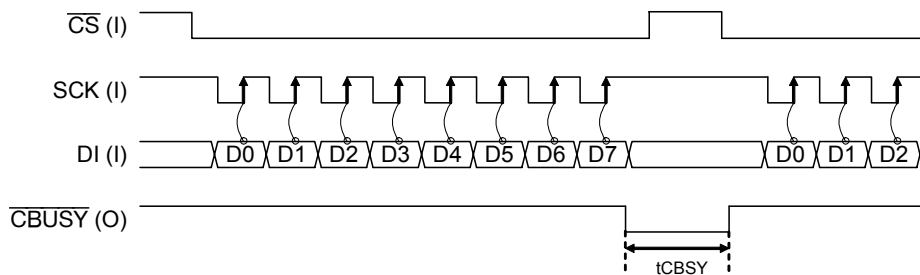 CS (I)
SCK (I)
DI (I) D0 D1 D2 D3 D4 D5 D6 D7 D0 D1 D2
CBUSY (O)
tCBSY